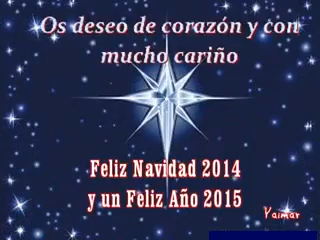 Os deseo de corazón y con
mucho cariño
Feliz Navidad 2014
y un Feliz Año 2015
Yaimar